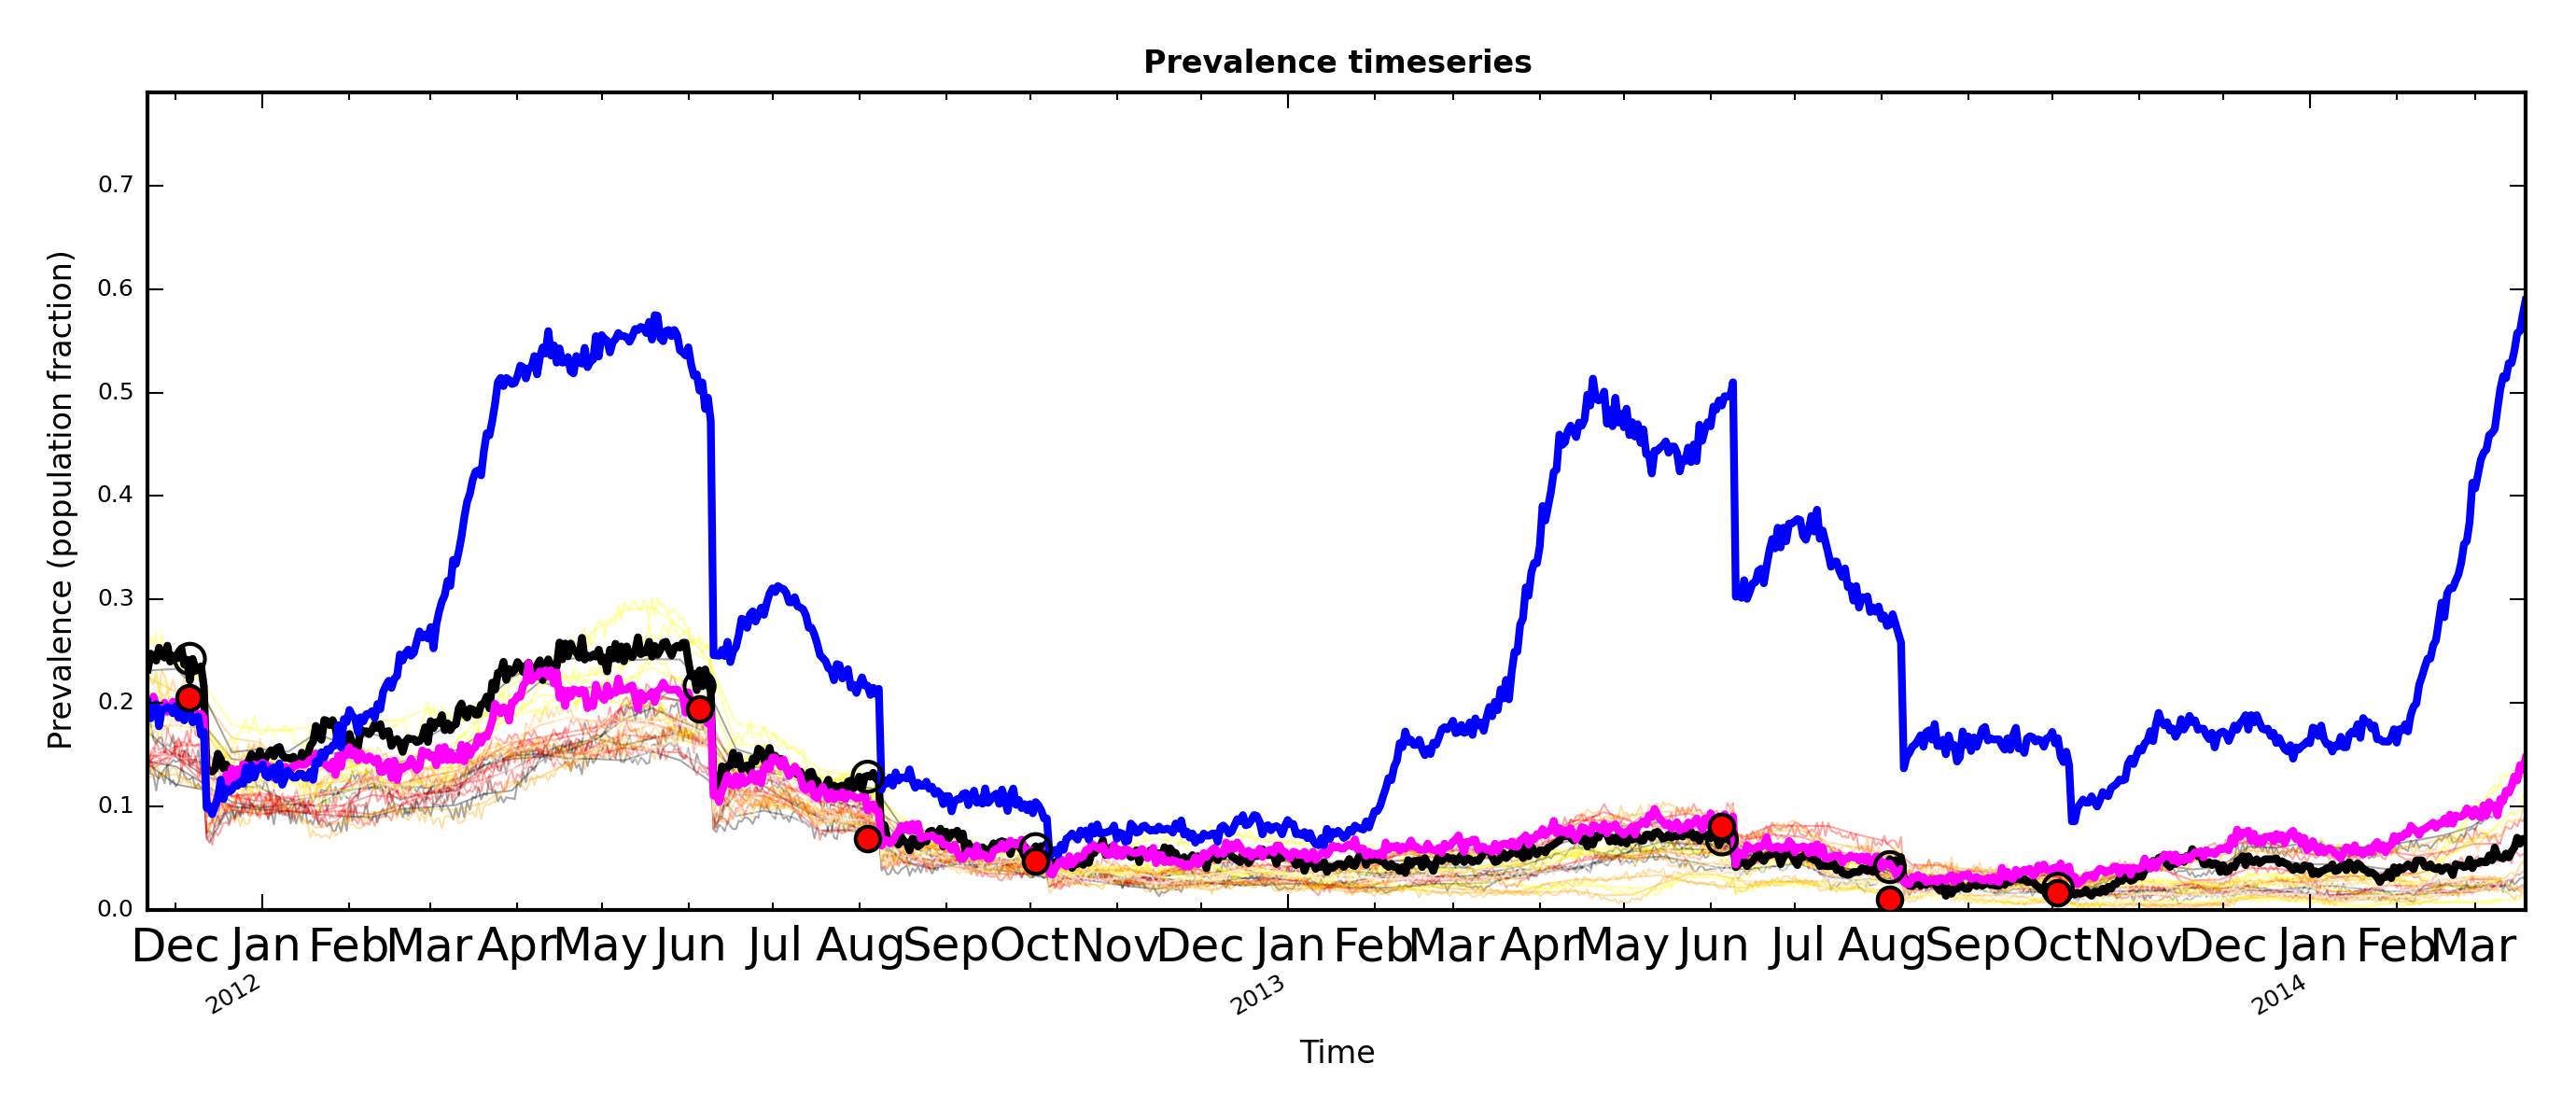 Prevalence timeseries
Prevalence (population fraction)
0.7
0.6
0.5
0.4
0.3
0.2
0.1
0.0
Dec Jan Feb Mar Apr May Jun Jul Aug Sep Oct Nov Dec Jan Feb Mar Apr May Jun Jul Aug Sep Oct Nov Dec Jan Feb Mar
2012 2013 2014
Time